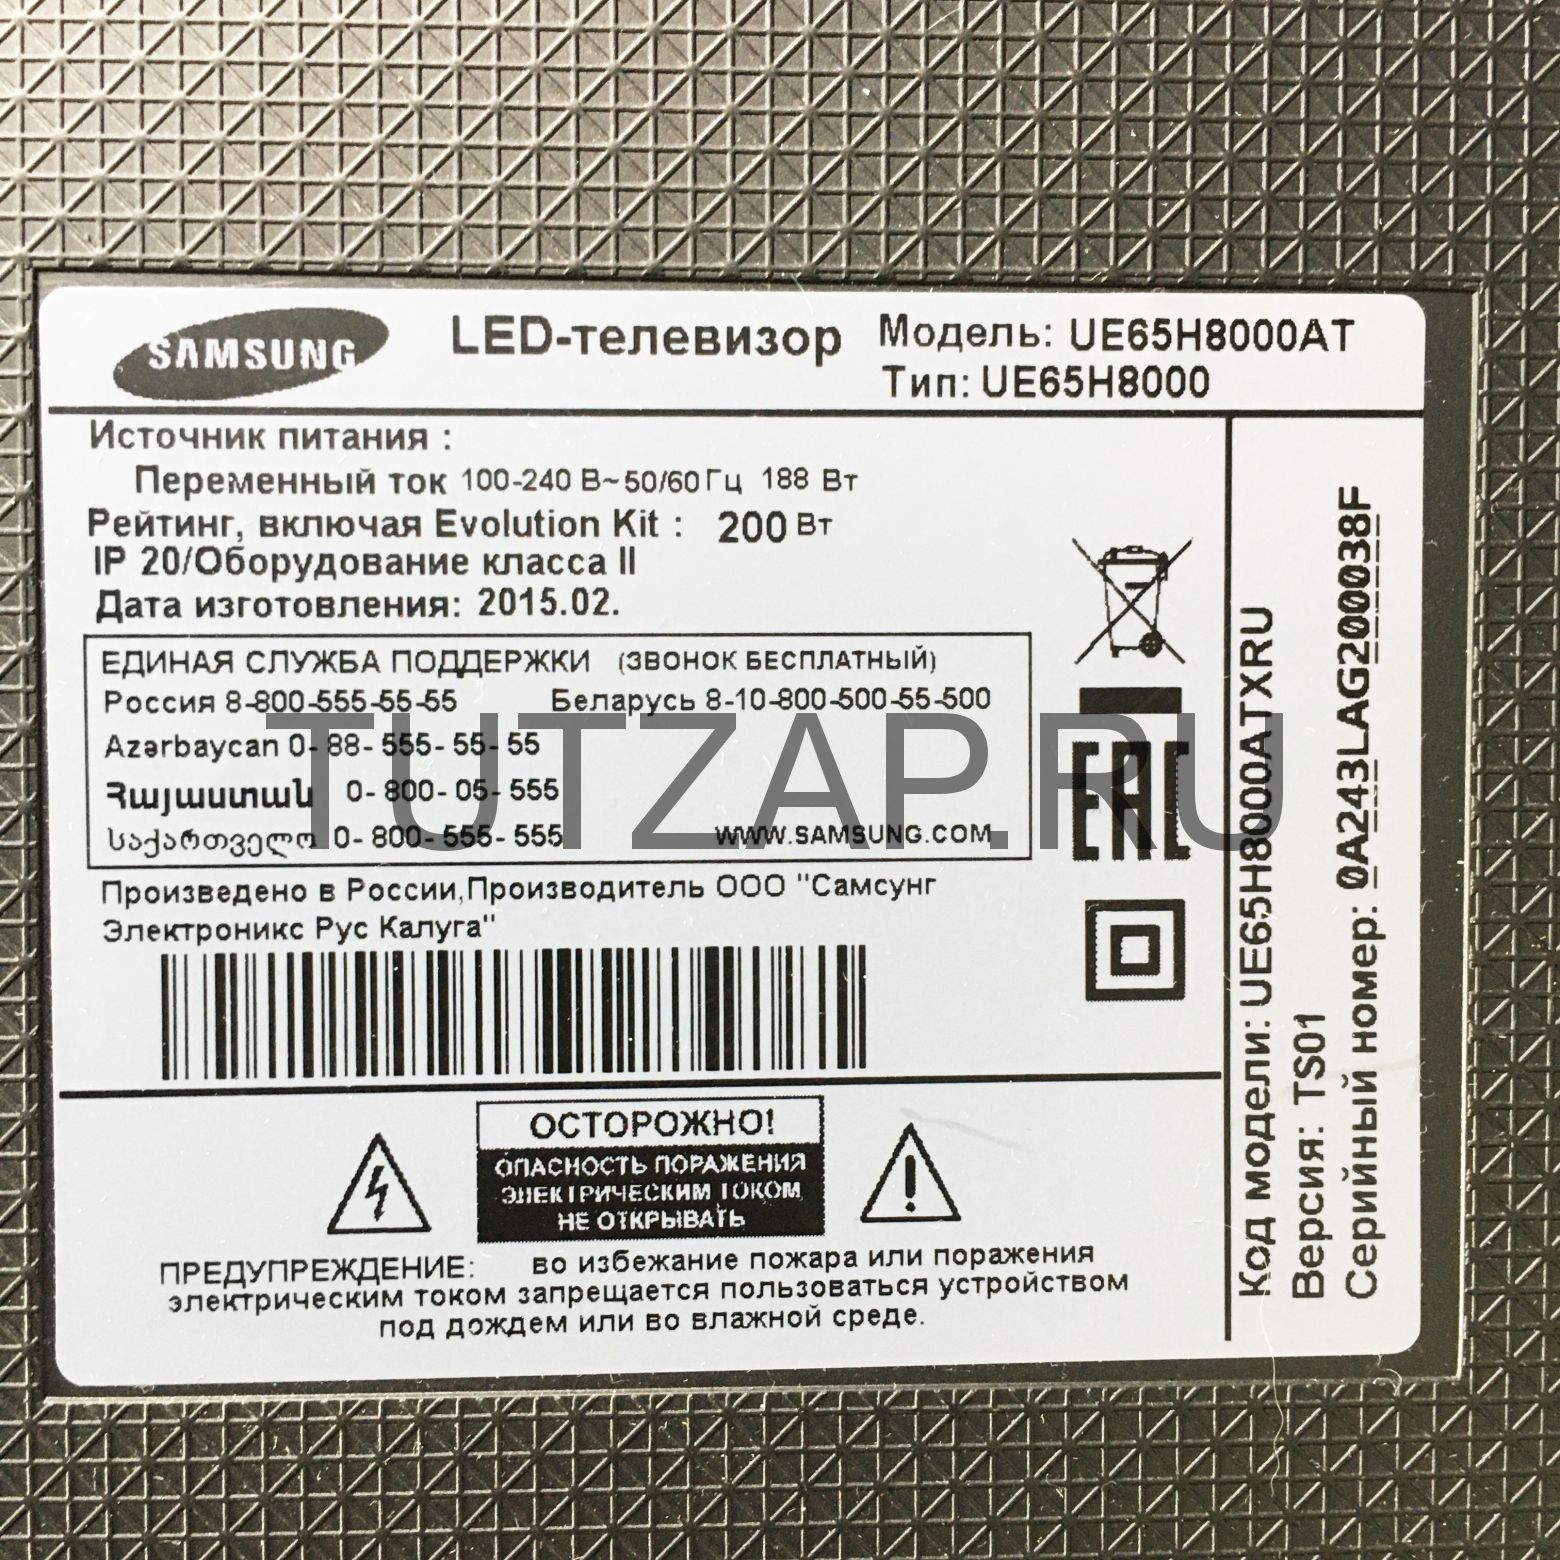 SAMSUNG
LED-телевизор
Модель: UE65H8000AT
Тип: UE65H8000
Источник питания :
Переменный ток 100-240 В~50/60Гц 188 Вт
Рейтинг, включая Evolution Kit : 200 Вт
IP 20/Оборудование класса II
Дата изготовления: 2015.02.
ЕДИНАЯ СЛУЖБА ПОДДЕРЖКИ (ЗВОНОК БЕСПЛАТНЫЙ)
Россия 8-800-555-55-55 Беларусь 8-10-800-500-55-500
Azərbaycan 0-88-555-55-55
Հայաստան 0-800-05-555
საქართველო 0-800-555-555 WWW.SAMSUNG.COM
TUTZAP.RU
Произведено в России,Производитель ООО "Самсунг
Электроникс Рус Калуга"
EAC
ОСТОРОЖНО!
ОПАСНОСТЬ ПОРАЖЕНИЯ
ЭЛЕКТРИЧЕСКИМ ТОКОМ
НЕ ОТКРЫВАТЬ
ПРЕДУПРЕЖДЕНИЕ: во избежание пожара или поражения
электрическим током запрещается пользоваться устройством
под дождем или во влажной среде.
Код модели: UE65H8000ATXRU
Версия: TS01
Серийный номер: 0A243LAG200038F